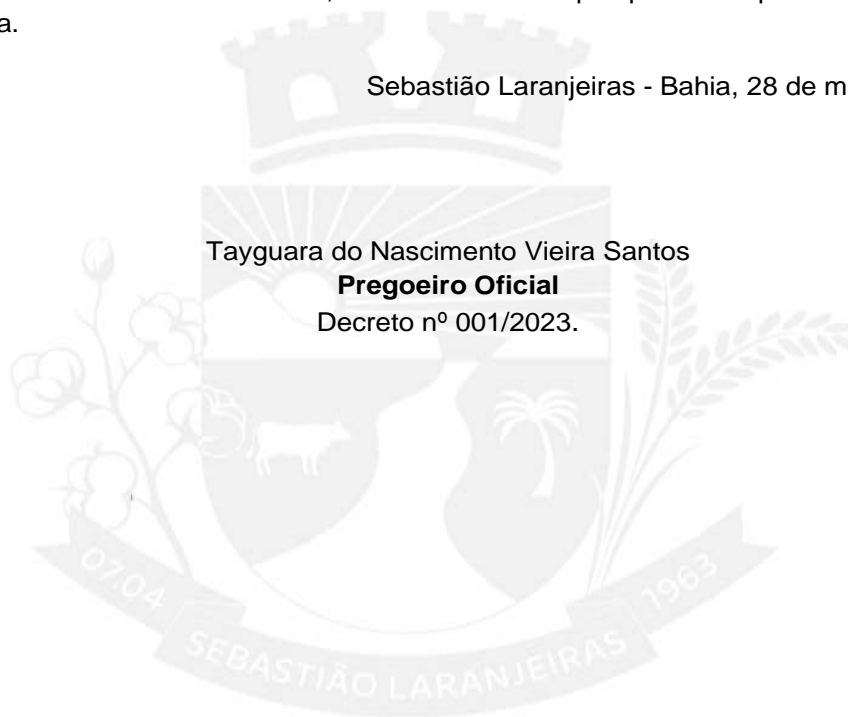 a.
Sebastião Laranjeiras - Bahia, 28 de m
Tayguara do Nascimento Vieira Santos
Pregoeiro Oficial
Decreto nº 001/2023.
07.04
SEBASTIÃO LARANJEIRAS
1963